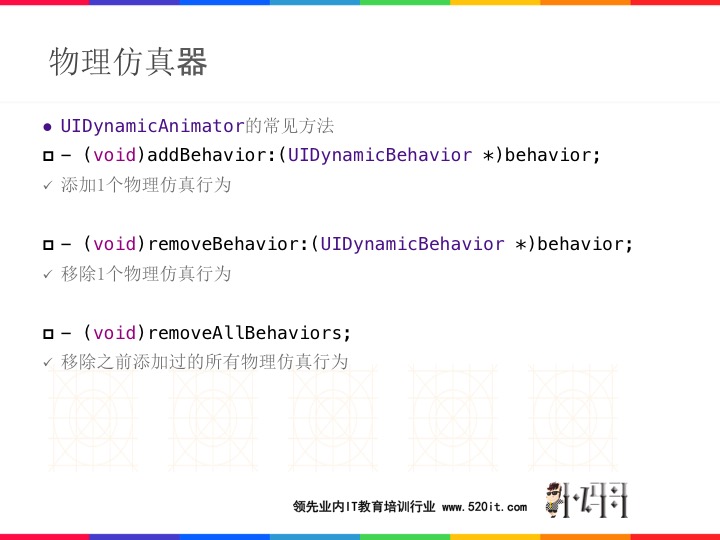 物理仿真器
UIDynamicAnimator的常见方法
- (void)addBehavior:(UIDynamicBehavior *)behavior;
添加1个物理仿真行为
- (void)removeBehavior:(UIDynamicBehavior *)behavior;
移除1个物理仿真行为
- (void)removeAllBehaviors;
移除之前添加过的所有物理仿真行为
领先业内IT教育培训行业 www.520it.com
小码哥